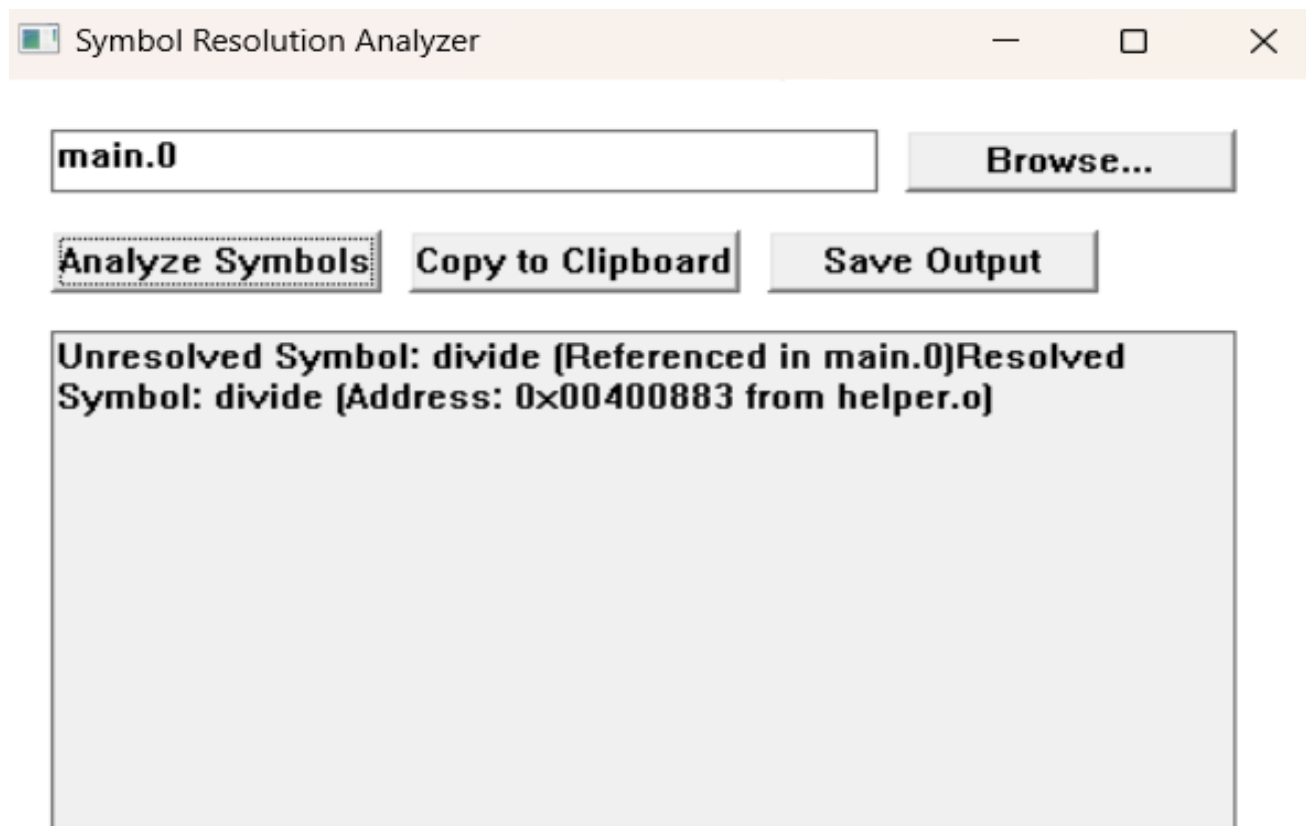 Symbol Resolution Analyzer
main.0
Browse...
Analyze Symbols
Copy to Clipboard
Save Output
Unresolved Symbol: divide (Referenced in main.0)Resolved
Symbol: divide (Address: 0x00400883 from helper.o)